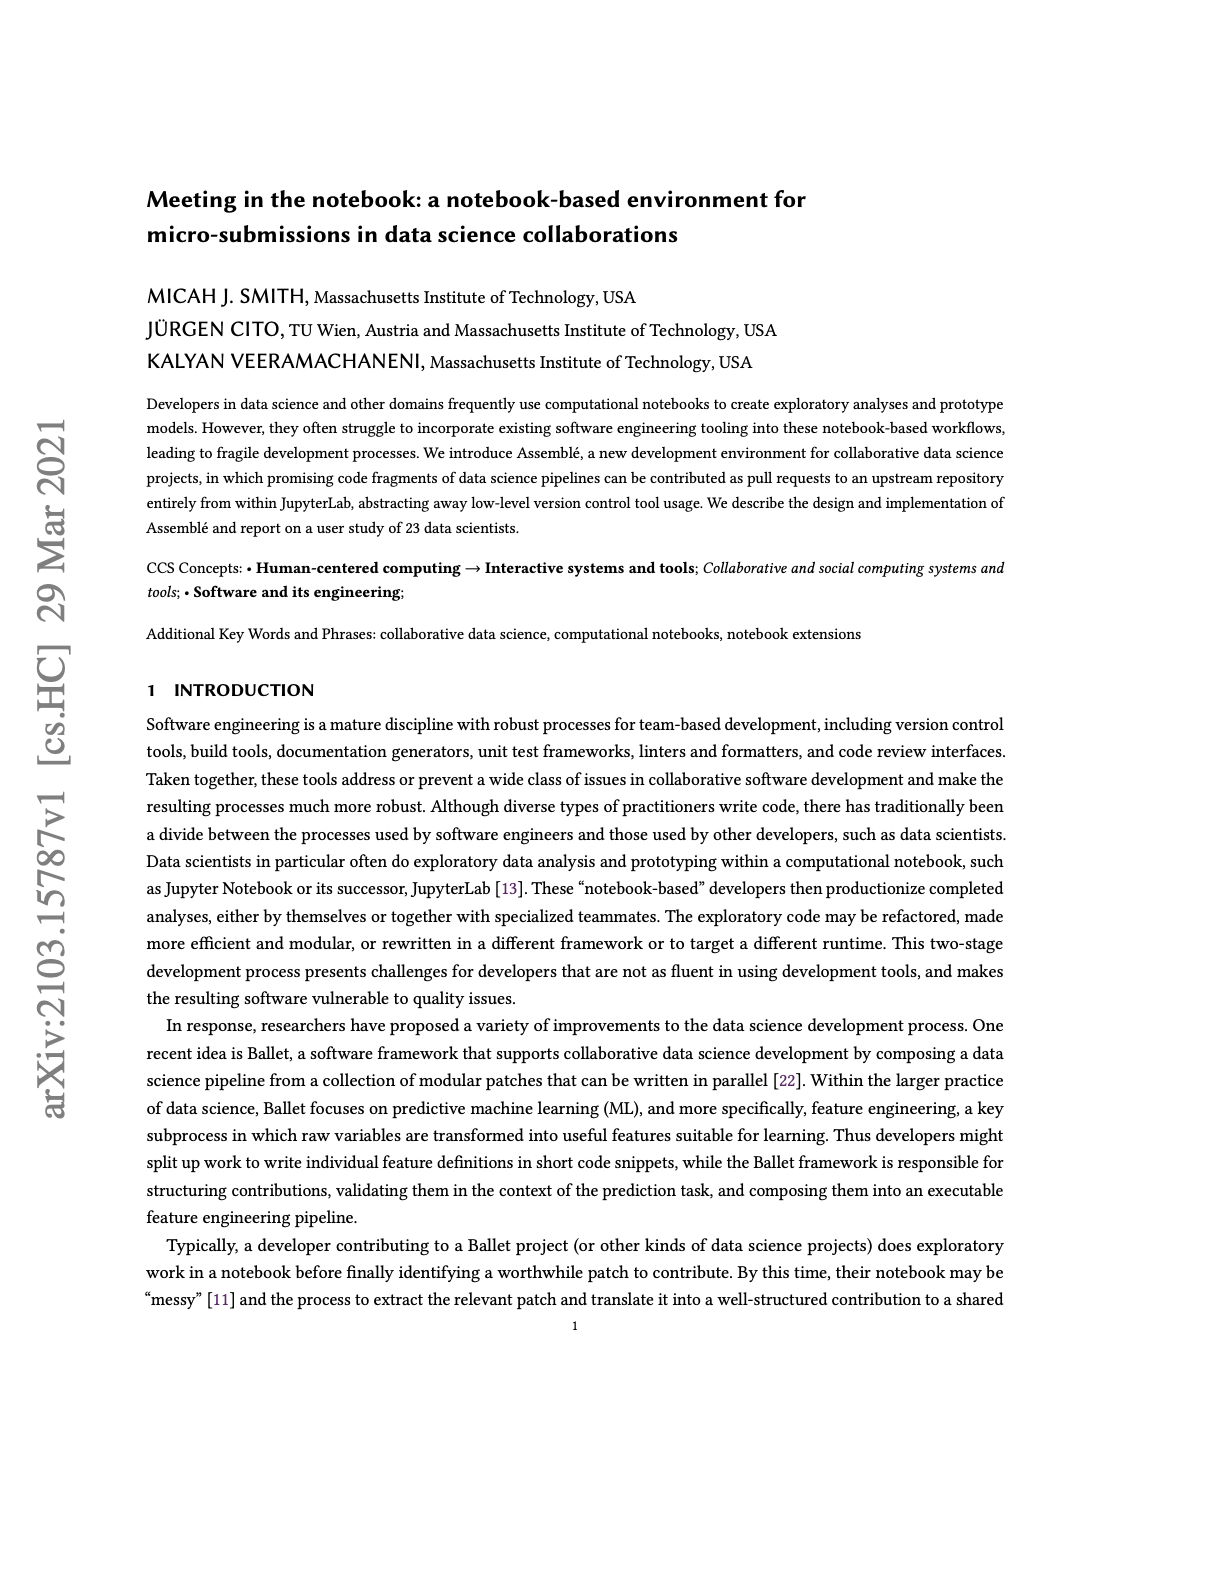 arXiv:2103.15787v1 [cs.HC] 29 Mar 2021
Meeting in the notebook: a notebook-based environment for
micro-submissions in data science collaborations
MICAH J. SMITH, Massachusetts Institute of Technology, USA
JÜRGEN CITO, TU Wien, Austria and Massachusetts Institute of Technology, USA
KALYAN VEERAMACHANENI, Massachusetts Institute of Technology, USA
Developers in data science and other domains frequently use computational notebooks to create exploratory analyses and prototype
models. However, they often struggle to incorporate existing software engineering tooling into these notebook-based workflows,
leading to fragile development processes. We introduce Assemblé, a new development environment for collaborative data science
projects, in which promising code fragments of data science pipelines can be contributed as pull requests to an upstream repository
entirely from within JupyterLab, abstracting away low-level version control tool usage. We describe the design and implementation of
Assemblé and report on a user study of 23 data scientists.
CCS Concepts: • Human-centered computing → Interactive systems and tools; Collaborative and social computing systems and
tools; • Software and its engineering;
Additional Key Words and Phrases: collaborative data science, computational notebooks, notebook extensions
1 INTRODUCTION
Software engineering is a mature discipline with robust processes for team-based development, including version control
tools, build tools, documentation generators, unit test frameworks, linters and formatters, and code review interfaces.
Taken together, these tools address or prevent a wide class of issues in collaborative software development and make the
resulting processes much more robust. Although diverse types of practitioners write code, there has traditionally been
a divide between the processes used by software engineers and those used by other developers, such as data scientists.
Data scientists in particular often do exploratory data analysis and prototyping within a computational notebook, such
as Jupyter Notebook or its successor, JupyterLab [13]. These “notebook-based” developers then productionize completed
analyses, either by themselves or together with specialized teammates. The exploratory code may be refactored, made
more efficient and modular, or rewritten in a different framework or to target a different runtime. This two-stage
development process presents challenges for developers that are not as fluent in using development tools, and makes
the resulting software vulnerable to quality issues.
In response, researchers have proposed a variety of improvements to the data science development process. One
recent idea is Ballet, a software framework that supports collaborative data science development by composing a data
science pipeline from a collection of modular patches that can be written in parallel [22]. Within the larger practice
of data science, Ballet focuses on predictive machine learning (ML), and more specifically, feature engineering, a key
subprocess in which raw variables are transformed into useful features suitable for learning. Thus developers might
split up work to write individual feature definitions in short code snippets, while the Ballet framework is responsible for
structuring contributions, validating them in the context of the prediction task, and composing them into an executable
feature engineering pipeline.
Typically, a developer contributing to a Ballet project (or other kinds of data science projects) does exploratory
work in a notebook before finally identifying a worthwhile patch to contribute. By this time, their notebook may be
“messy” [11] and the process to extract the relevant patch and translate it into a well-structured contribution to a shared
1